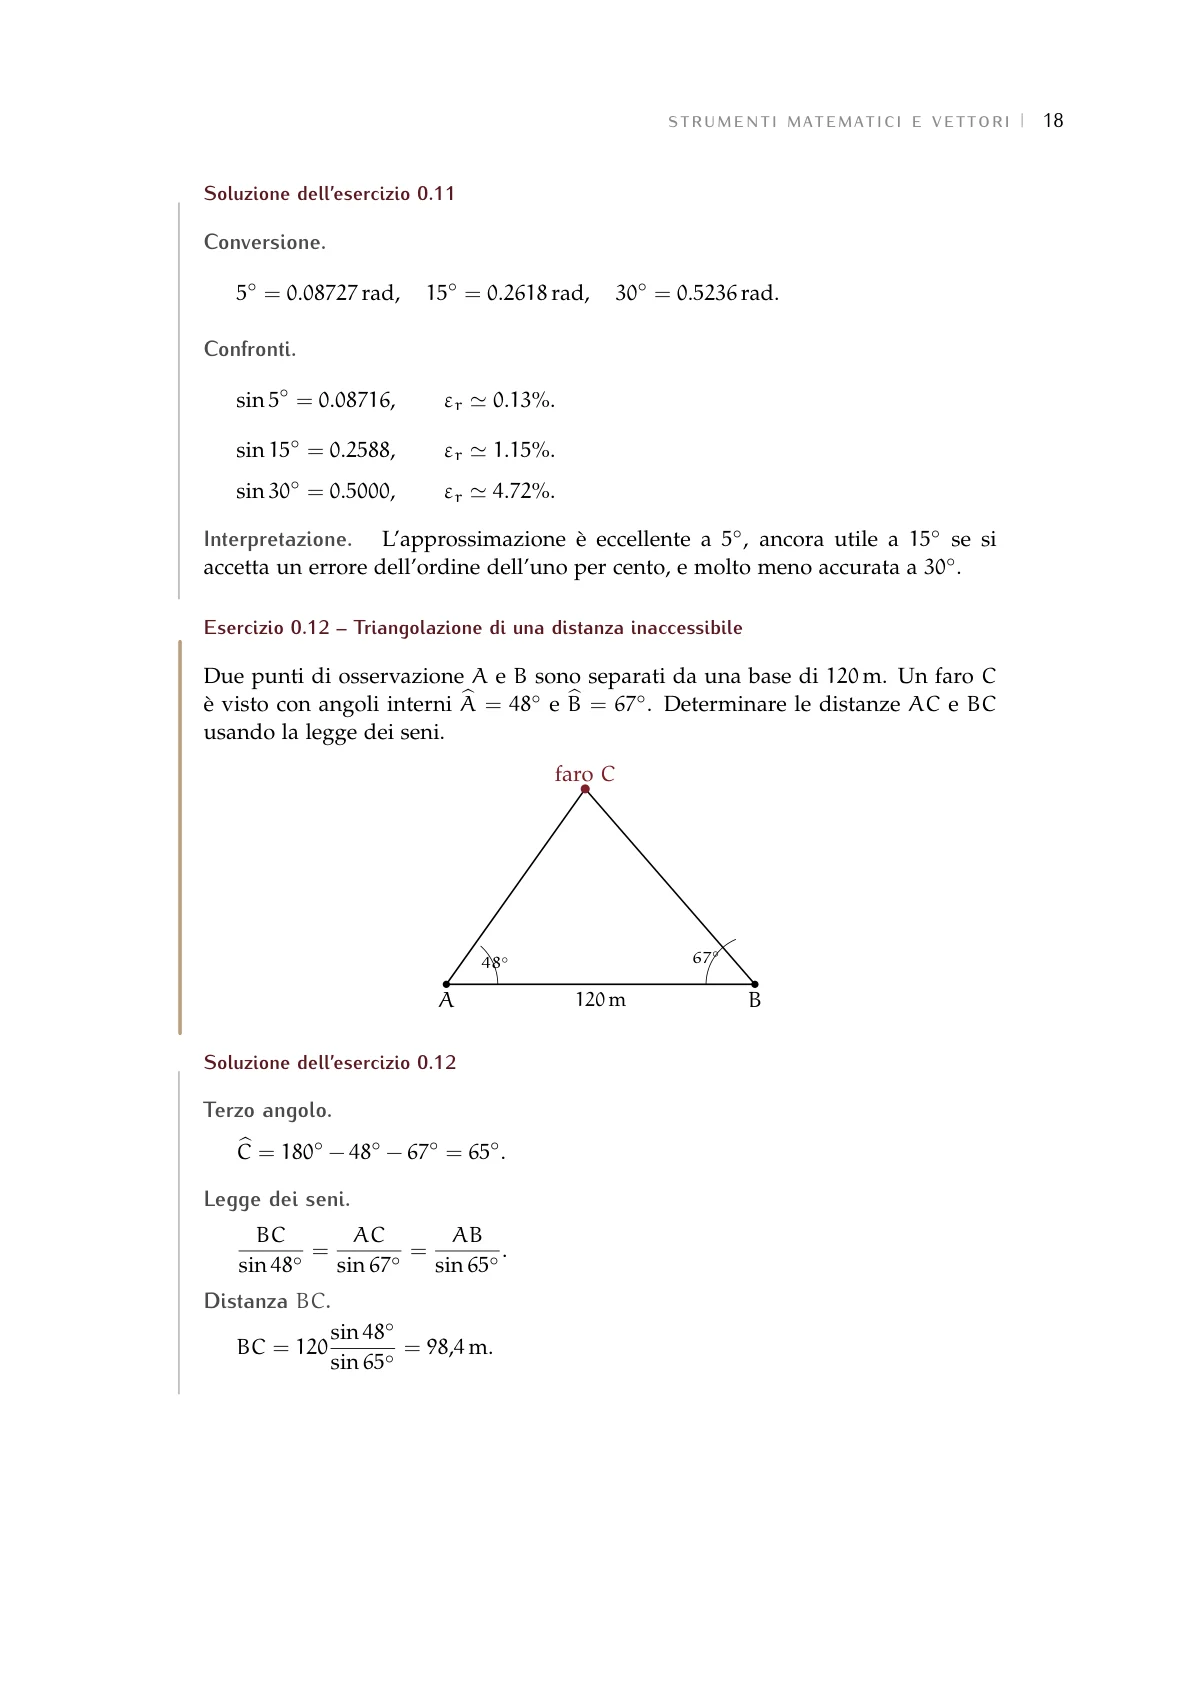 STRUMENTI MATEMATICI E VETTORI | 18
Soluzione dell'esercizio 0.11
Conversione.
5° = 0.08727 rad, 15° = 0.2618 rad, 30° = 0.5236 rad.
Confronti.
sin 5° = 0.08716, εr ≃ 0.13%.
sin 15° = 0.2588, εr ≃ 1.15%.
sin 30° = 0.5000, εr ≃ 4.72%.
Interpretazione. L'approssimazione è eccellente a 5°, ancora utile a 15° se si
accetta un errore dell'ordine dell'uno per cento, e molto meno accurata a 30°.
Esercizio 0.12 – Triangolazione di una distanza inaccessibile
Due punti di osservazione A e B sono separati da una base di 120 m. Un faro C
è visto con angoli interni Â = 48° e B̂ = 67°. Determinare le distanze AC e BC
usando la legge dei seni.
faro C
48° 67°
A 120 m B
Soluzione dell'esercizio 0.12
Terzo angolo.
Ĉ = 180° − 48° − 67° = 65°.
Legge dei seni.
BC/sin 48° = AC/sin 67° = AB/sin 65°.
Distanza BC.
BC = 120 sin 48°/sin 65° = 98,4 m.